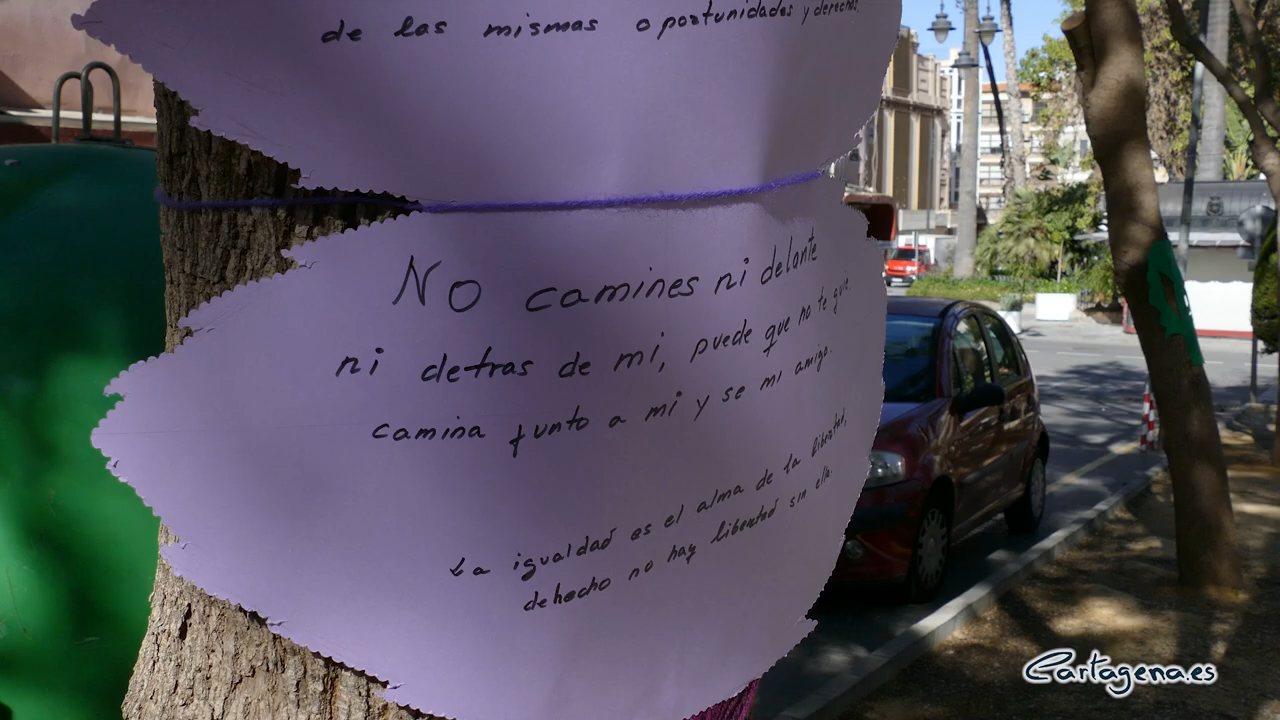 de las mismas oportunidades y derechos.
No camines ni delante
ni detras de mi, puede que no te guie.
camina junto a mi y se mi amigo.
La igualdad es el alma de la libertad,
de hecho no hay libertad sin ella.
Cartagena.es